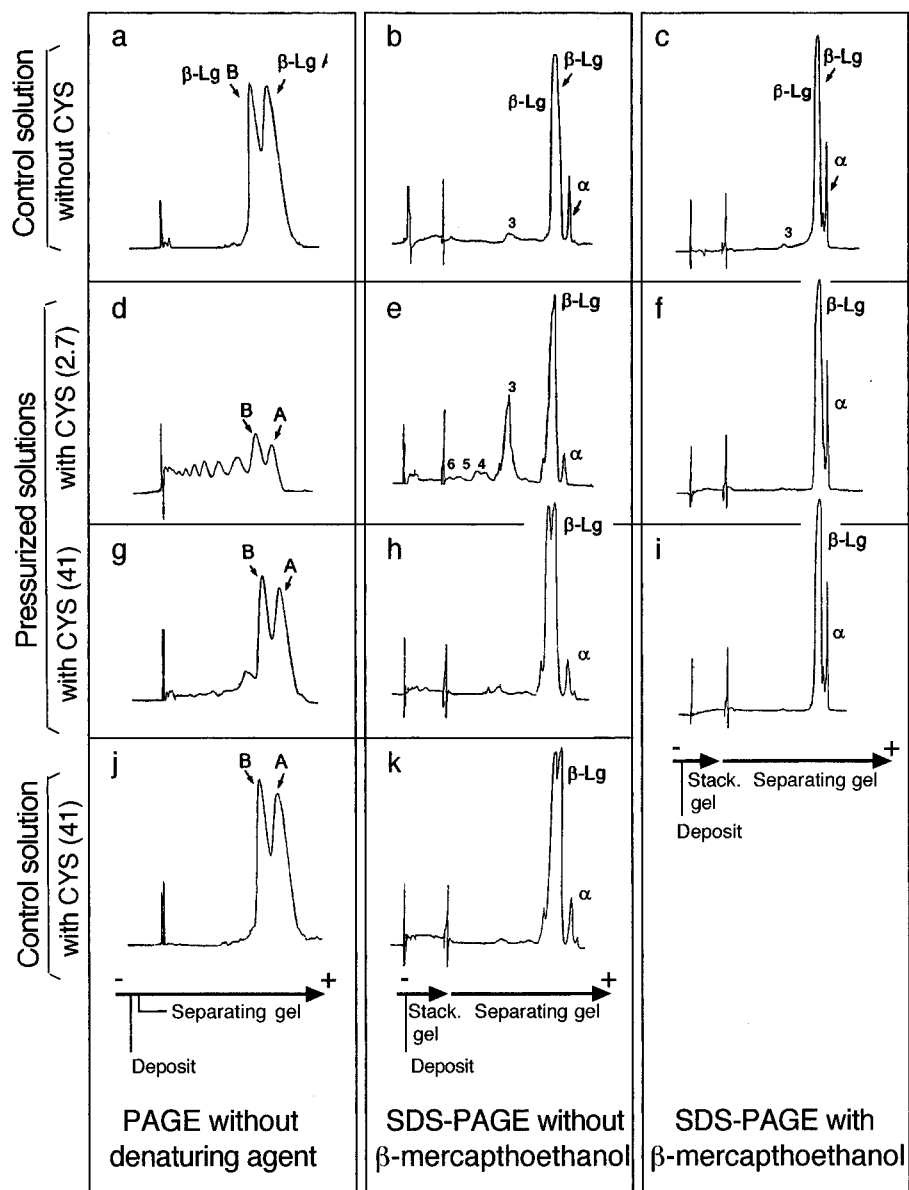 Control solution
without CYS
a
β-Lg B
β-Lg
b
β-Lg
β-Lg
α
3
c
β-Lg
β-Lg
α
3
Pressurized solutions
with CYS (2.7)
d
B
A
e
β-Lg
3
6 5 4
α
f
β-Lg
α
with CYS (41)
g
B
A
h
β-Lg
α
i
β-Lg
α
- +
Stack. Separating gel
gel
Deposit
Control solution
with CYS (41)
j
B
A
k
β-Lg
α
- +
Separating gel
Deposit
- +
Stack. Separating gel
gel
Deposit
PAGE without
denaturing agent
SDS-PAGE without
β-mercapthoethanol
SDS-PAGE with
β-mercapthoethanol